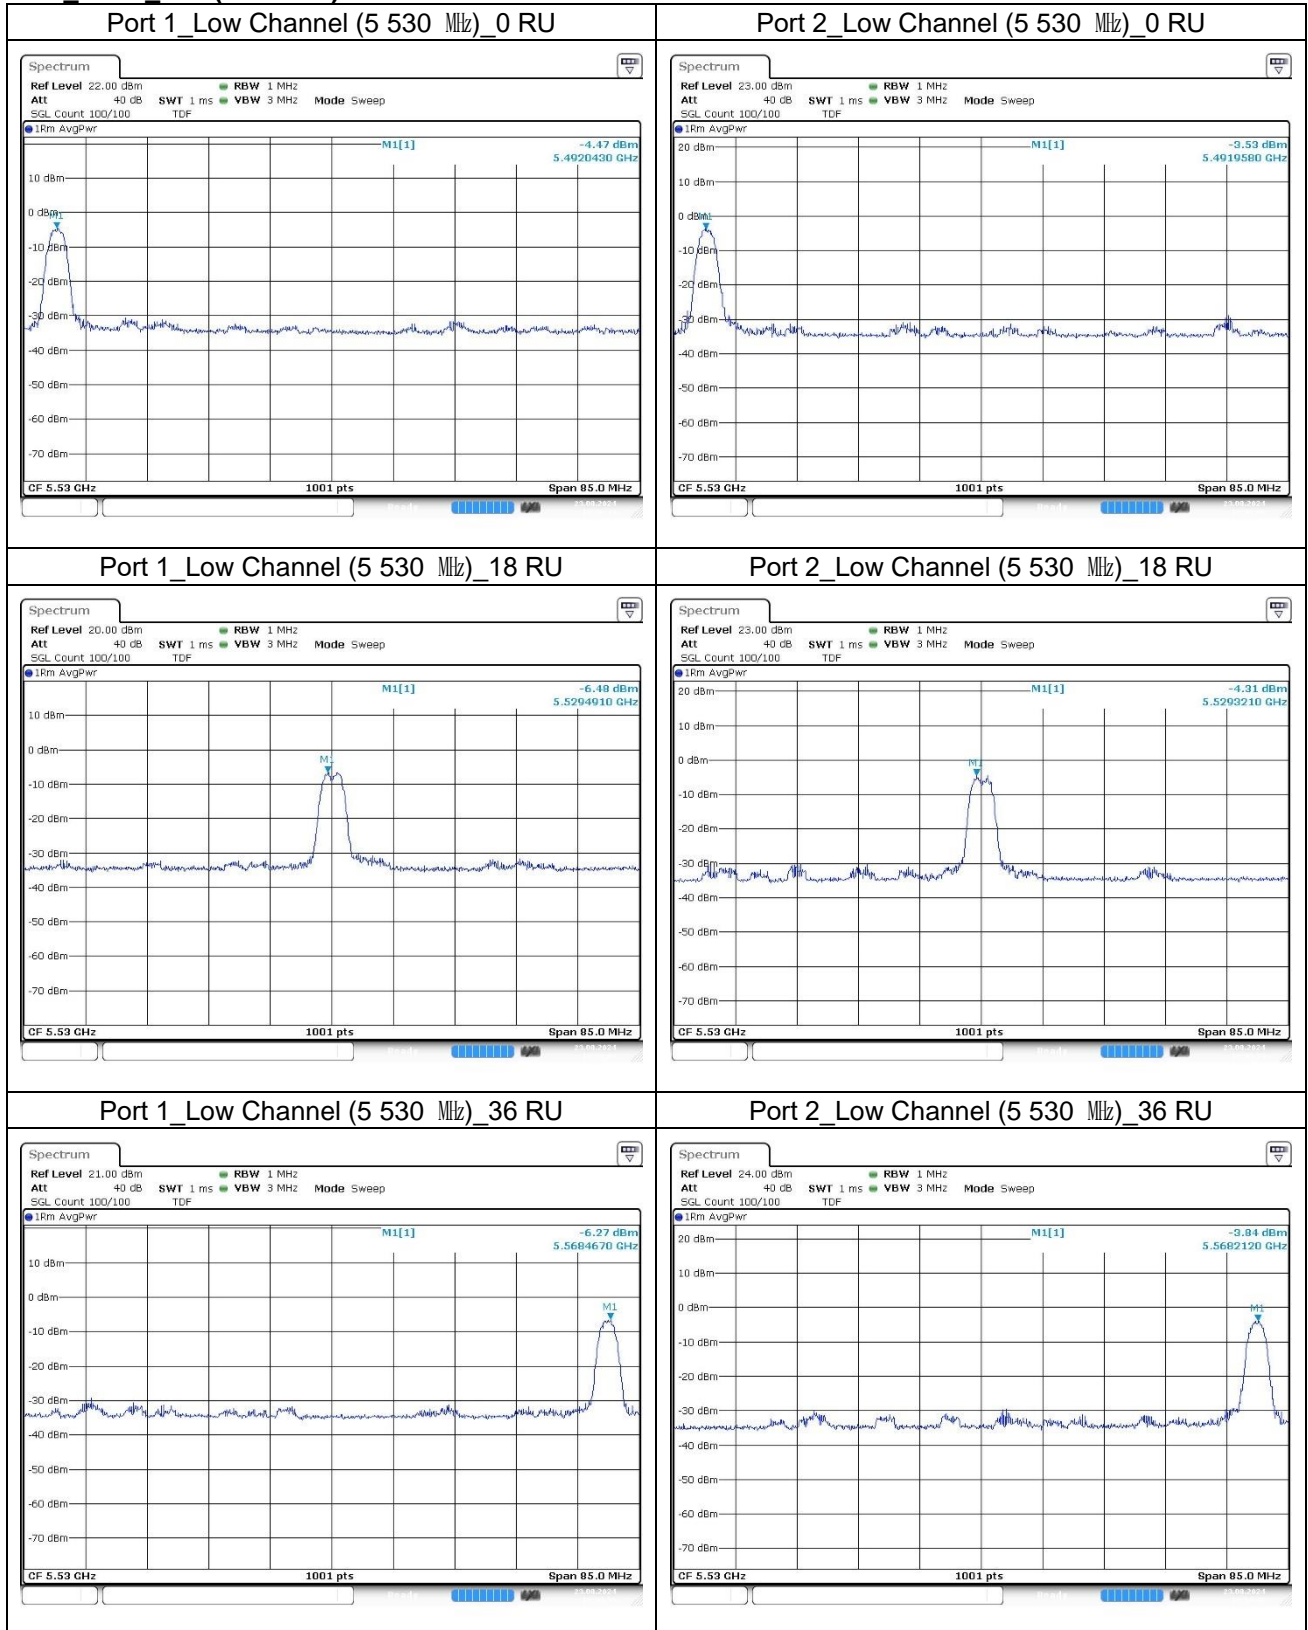 Port 1_Low Channel (5 530 ㎒)_0 RU
Port 2_Low Channel (5 530 ㎒)_0 RU
Spectrum
Ref Level 22.00 dBm RBW 1 MHz
Att 40 dB SWT 1 ms VBW 3 MHz Mode Sweep
SGL Count 100/100 TDF
1Rm AvgPwr
M1[1] -4.47 dBm
5.4920430 GHz
10 dBm
0 dBm
M1
-10 dBm
-20 dBm
-30 dBm
-40 dBm
-50 dBm
-60 dBm
-70 dBm
CF 5.53 GHz 1001 pts Span 85.0 MHz
Spectrum
Ref Level 23.00 dBm RBW 1 MHz
Att 40 dB SWT 1 ms VBW 3 MHz Mode Sweep
SGL Count 100/100 TDF
1Rm AvgPwr
20 dBm M1[1] -3.53 dBm
5.4919580 GHz
10 dBm
0 dBm M1
-10 dBm
-20 dBm
-30 dBm
-40 dBm
-50 dBm
-60 dBm
-70 dBm
CF 5.53 GHz 1001 pts Span 85.0 MHz
Port 1_Low Channel (5 530 ㎒)_18 RU
Port 2_Low Channel (5 530 ㎒)_18 RU
Spectrum
Ref Level 20.00 dBm RBW 1 MHz
Att 40 dB SWT 1 ms VBW 3 MHz Mode Sweep
SGL Count 100/100 TDF
1Rm AvgPwr
M1[1] -6.48 dBm
5.5294910 GHz
10 dBm
0 dBm
M1
-10 dBm
-20 dBm
-30 dBm
-40 dBm
-50 dBm
-60 dBm
-70 dBm
CF 5.53 GHz 1001 pts Span 85.0 MHz
Spectrum
Ref Level 23.00 dBm RBW 1 MHz
Att 40 dB SWT 1 ms VBW 3 MHz Mode Sweep
SGL Count 100/100 TDF
1Rm AvgPwr
20 dBm M1[1] -4.31 dBm
5.5293210 GHz
10 dBm
0 dBm
M1
-10 dBm
-20 dBm
-30 dBm
-40 dBm
-50 dBm
-60 dBm
-70 dBm
CF 5.53 GHz 1001 pts Span 85.0 MHz
Port 1_Low Channel (5 530 ㎒)_36 RU
Port 2_Low Channel (5 530 ㎒)_36 RU
Spectrum
Ref Level 21.00 dBm RBW 1 MHz
Att 40 dB SWT 1 ms VBW 3 MHz Mode Sweep
SGL Count 100/100 TDF
1Rm AvgPwr
M1[1] -6.27 dBm
5.5684670 GHz
10 dBm
0 dBm
M1
-10 dBm
-20 dBm
-30 dBm
-40 dBm
-50 dBm
-60 dBm
-70 dBm
CF 5.53 GHz 1001 pts Span 85.0 MHz
Spectrum
Ref Level 24.00 dBm RBW 1 MHz
Att 40 dB SWT 1 ms VBW 3 MHz Mode Sweep
SGL Count 100/100 TDF
1Rm AvgPwr
20 dBm M1[1] -3.84 dBm
5.5682120 GHz
10 dBm
0 dBm M1
-10 dBm
-20 dBm
-30 dBm
-40 dBm
-50 dBm
-60 dBm
-70 dBm
CF 5.53 GHz 1001 pts Span 85.0 MHz